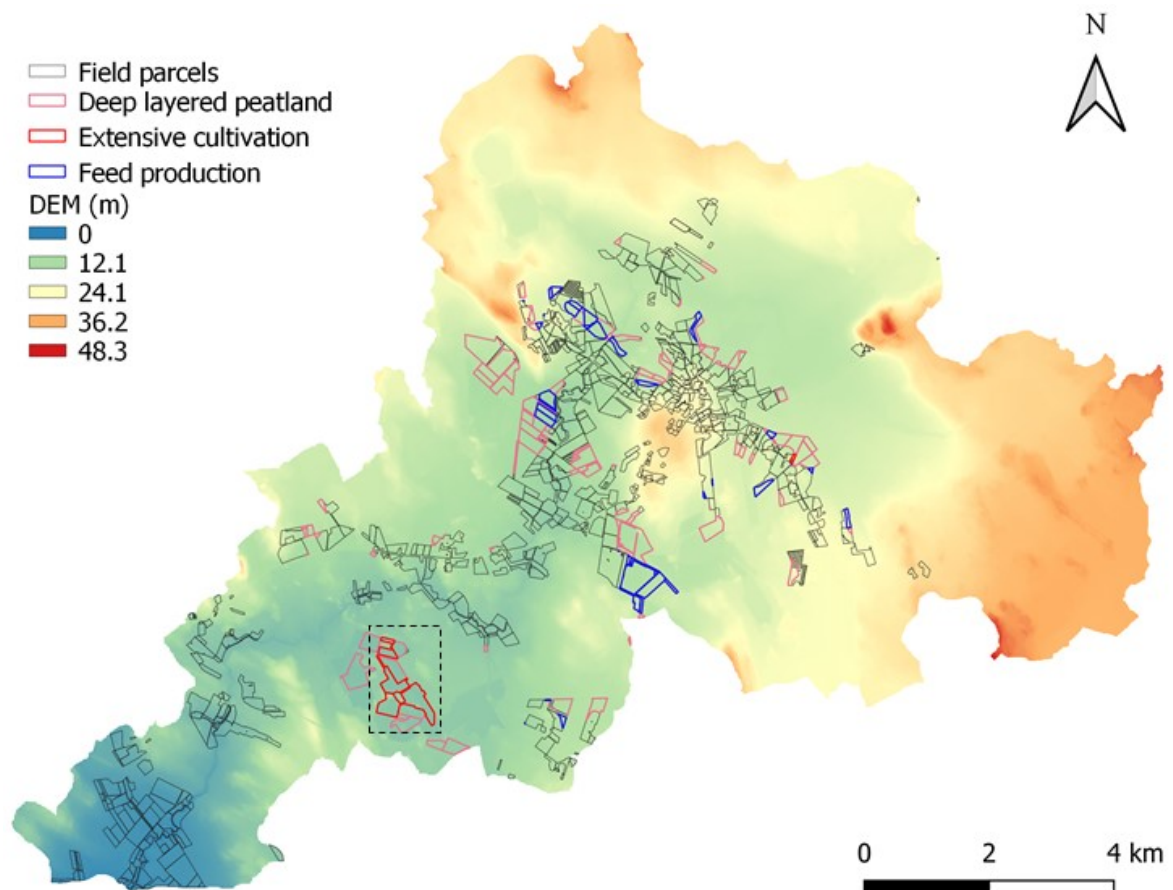 N
Field parcels
Deep layered peatland
Extensive cultivation
Feed production
DEM (m)
0
12.1
24.1
36.2
48.3
0 2 4 km